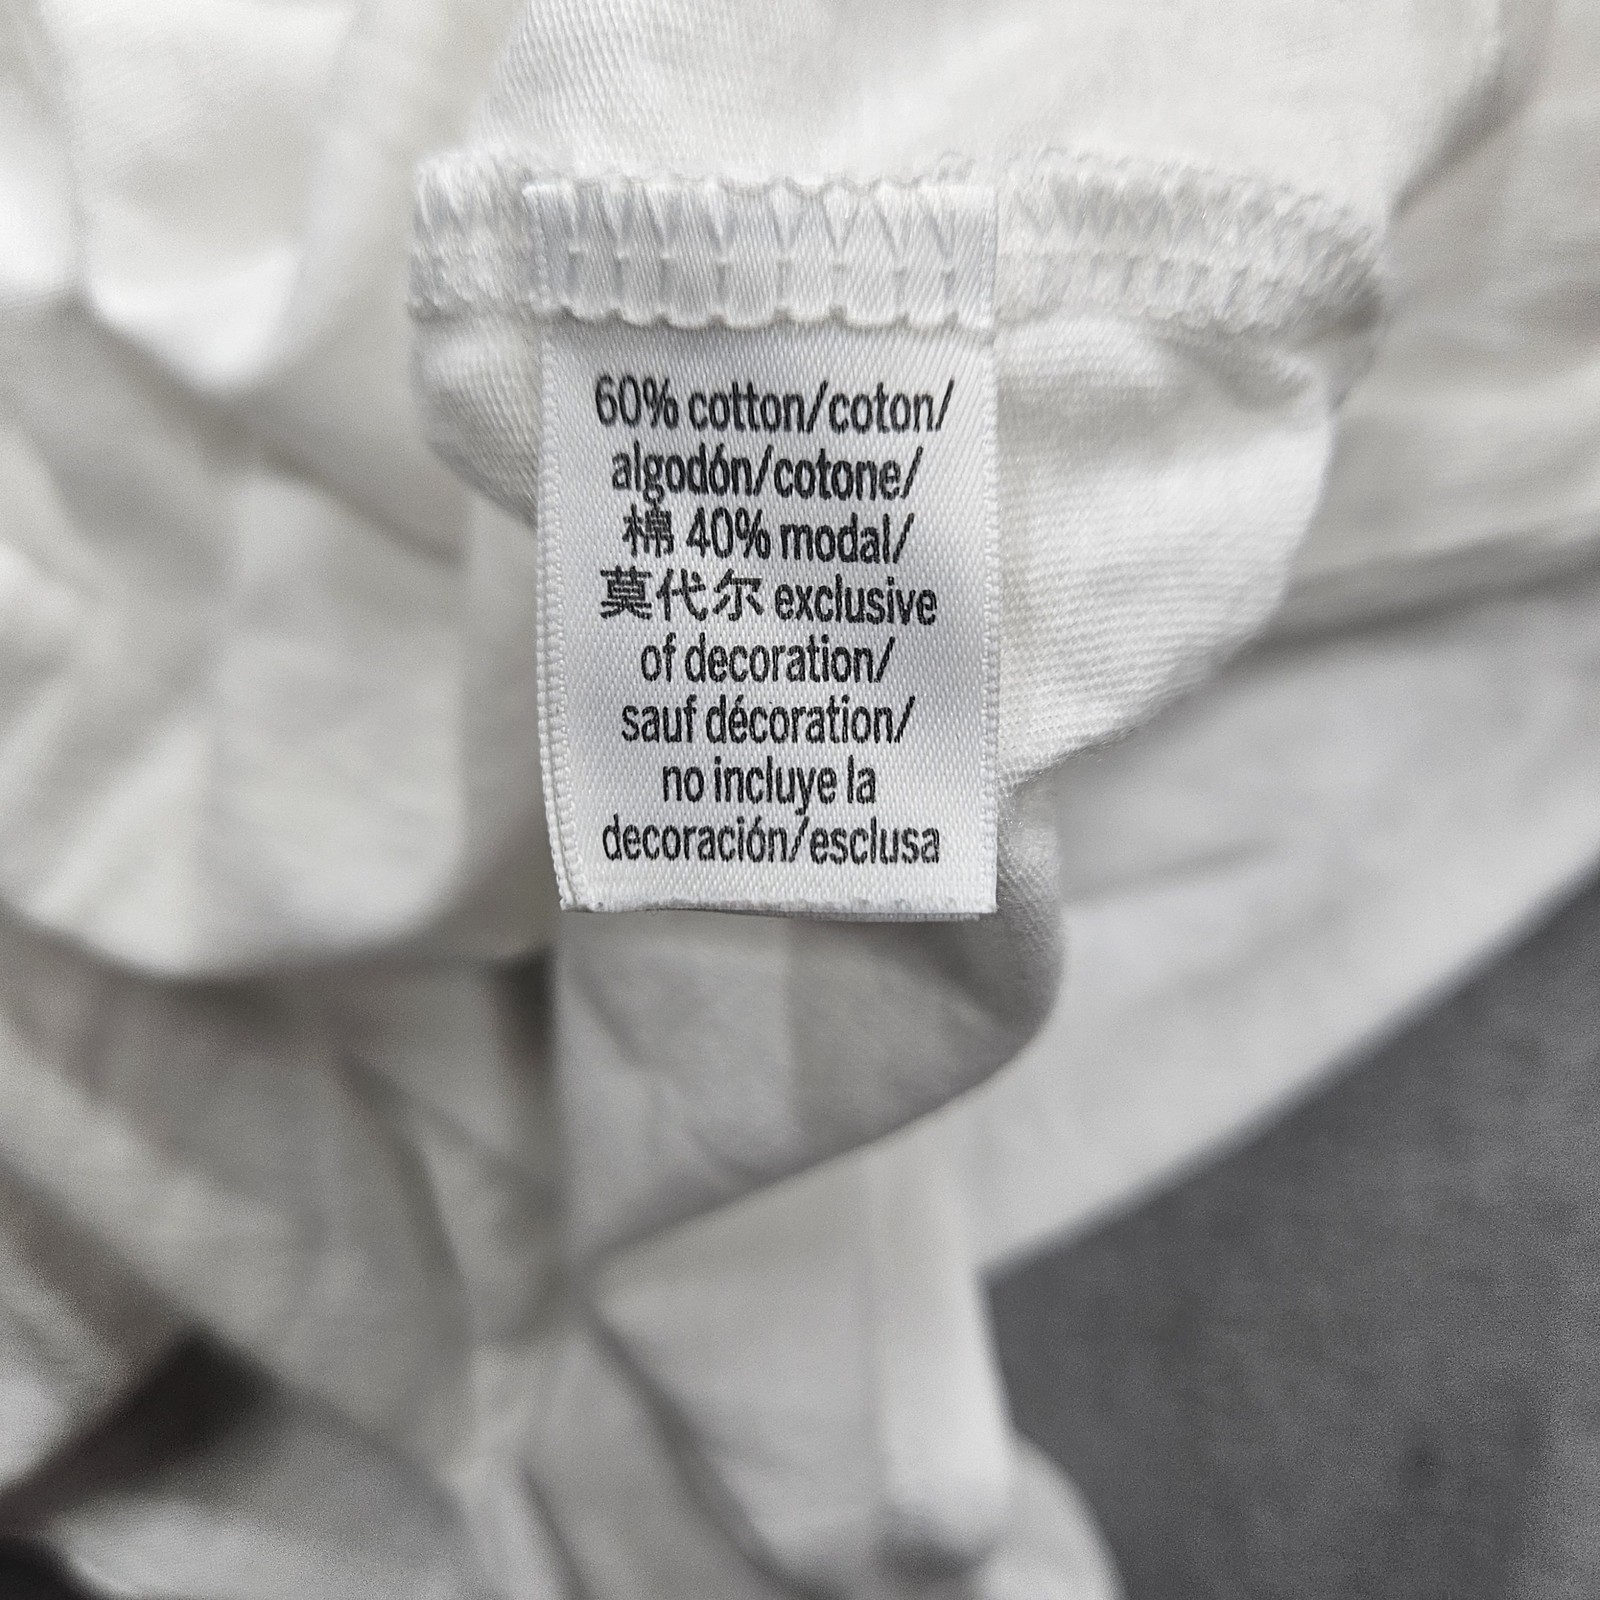 60% cotton/coton/
algodón/cotone/
棉 40% modal/
莫代尔 exclusive
of decoration/
sauf décoration/
no incluye la
decoración/esclusa